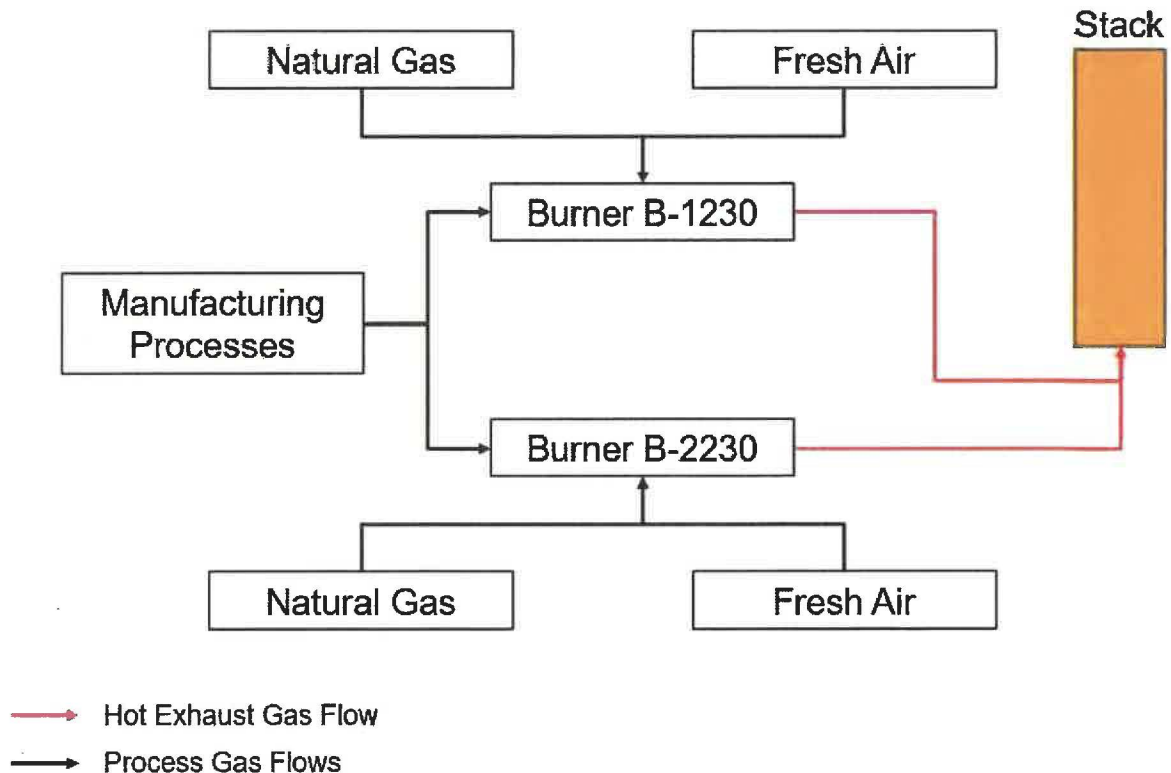 Stack
Natural Gas
Fresh Air
Burner B-1230
Manufacturing
Processes
Burner B-2230
Natural Gas
Fresh Air
Hot Exhaust Gas Flow
Process Gas Flows